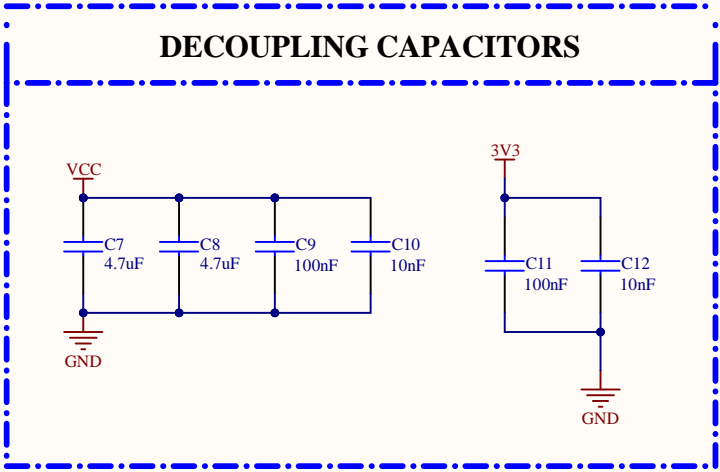 DECOUPLING CAPACITORS
VCC
C7
4.7uF
C8
4.7uF
C9
100nF
C10
10nF
GND
3V3
C11
100nF
C12
10nF
GND